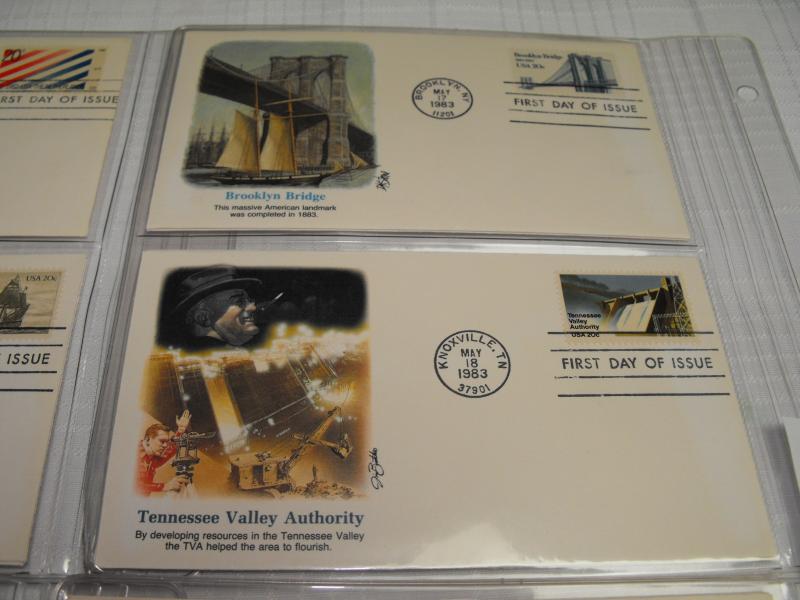 20
FIRST DAY OF ISSUE
Brooklyn Bridge
This massive American landmark
was completed in 1883.
BROOKLYN, NY
MAY
17
1983
11201
Brooklyn Bridge
USA 20c
FIRST DAY OF ISSUE
USA 20c
OF ISSUE
Tennessee Valley Authority
By developing resources in the Tennessee Valley
the TVA helped the area to flourish.
KNOXVILLE, TN
MAY
18
1983
37901
Tennessee
Valley
Authority
USA 20c
FIRST DAY OF ISSUE